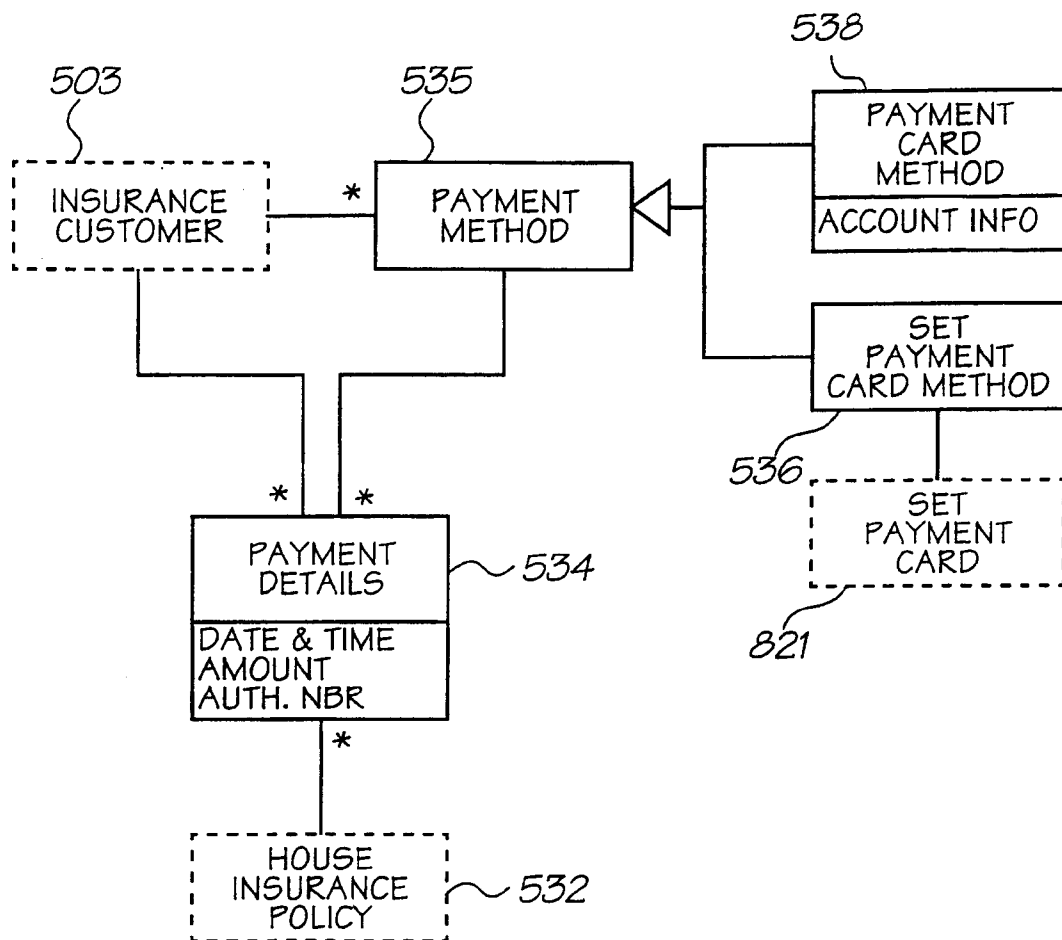 538
503
535
PAYMENT
CARD
METHOD
ACCOUNT INFO
INSURANCE
CUSTOMER
*
PAYMENT
METHOD
SET
PAYMENT
CARD METHOD
536
SET
PAYMENT
CARD
821
*
*
PAYMENT
DETAILS
534
DATE & TIME
AMOUNT
AUTH. NBR
*
HOUSE
INSURANCE
POLICY
532